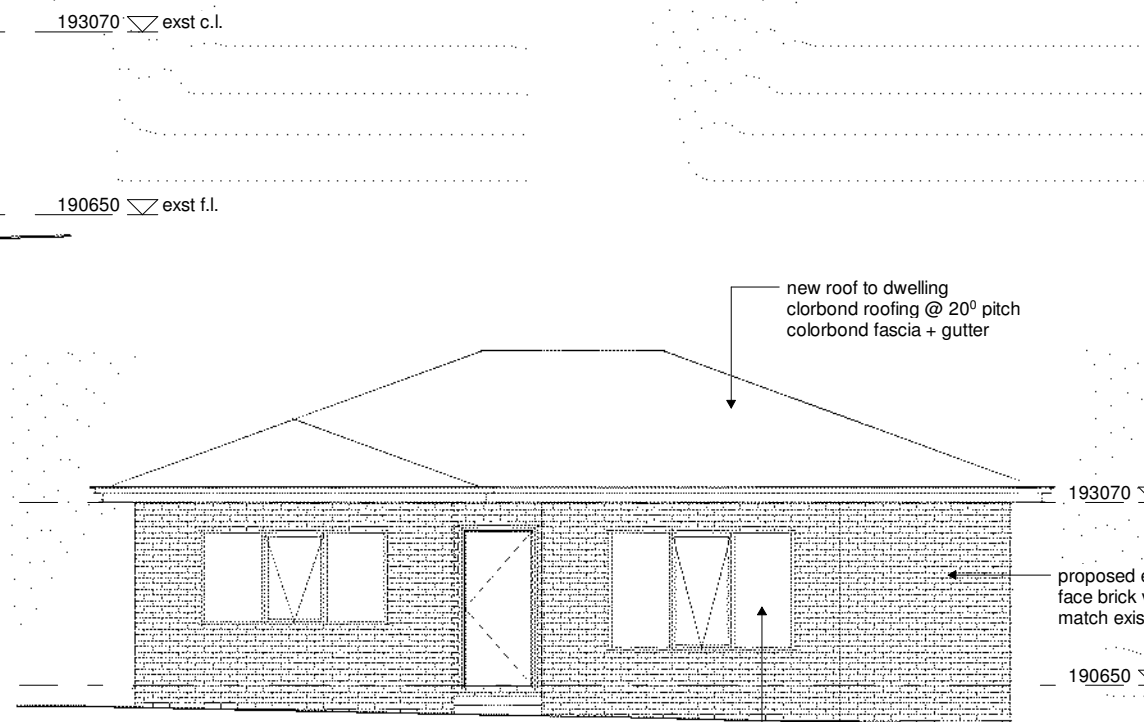 193070 exst c.l.
190650 exst f.l.
new roof to dwelling
clorbond roofing @ 20⁰ pitch
colorbond fascia + gutter
193070
proposed
face brick
match
190650